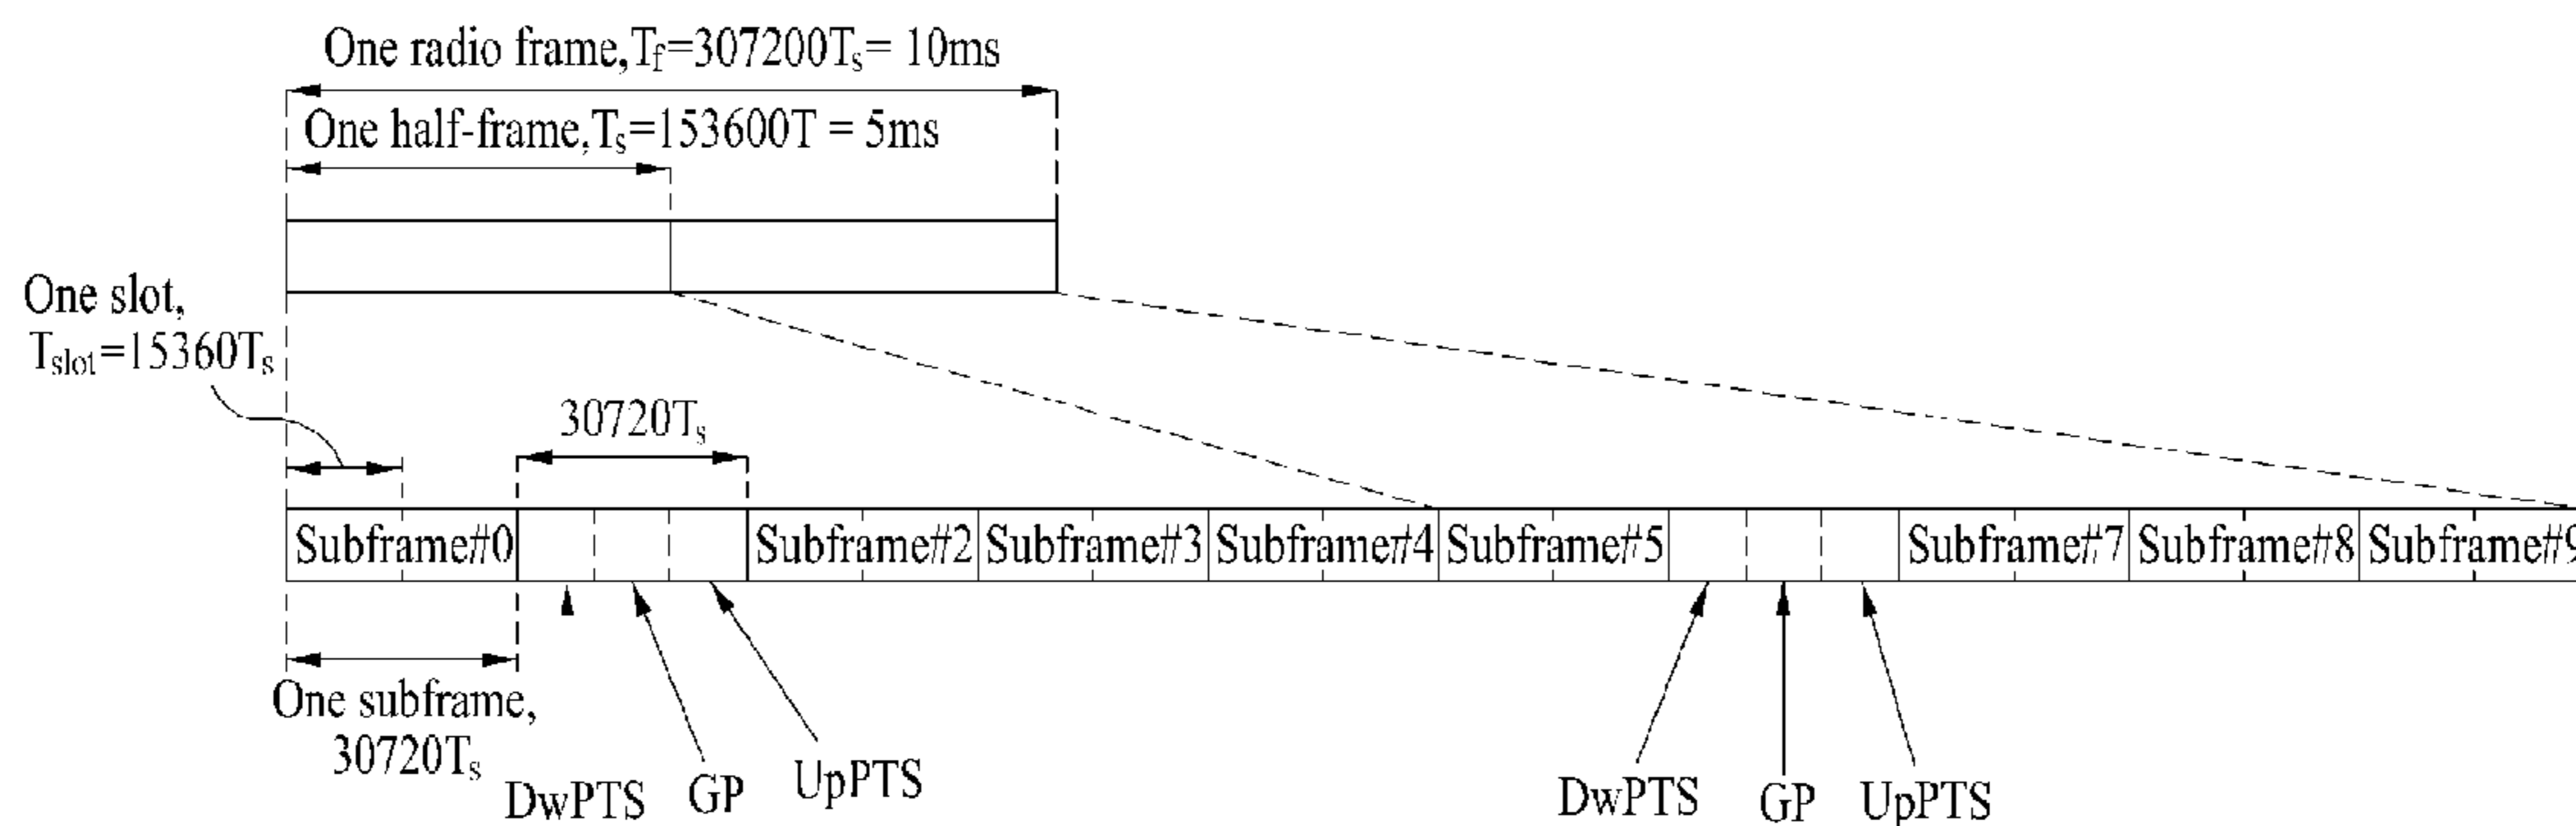 One radio frame,Tf=307200Ts= 10ms
One half-frame,Ts=153600T = 5ms
One slot,
Tslot=15360Ts
30720Ts
Subframe#0 Subframe#2 Subframe#3 Subframe#4 Subframe#5 Subframe#7 Subframe#8 Subframe#9
One subframe,
30720Ts
DwPTS GP UpPTS DwPTS GP UpPTS